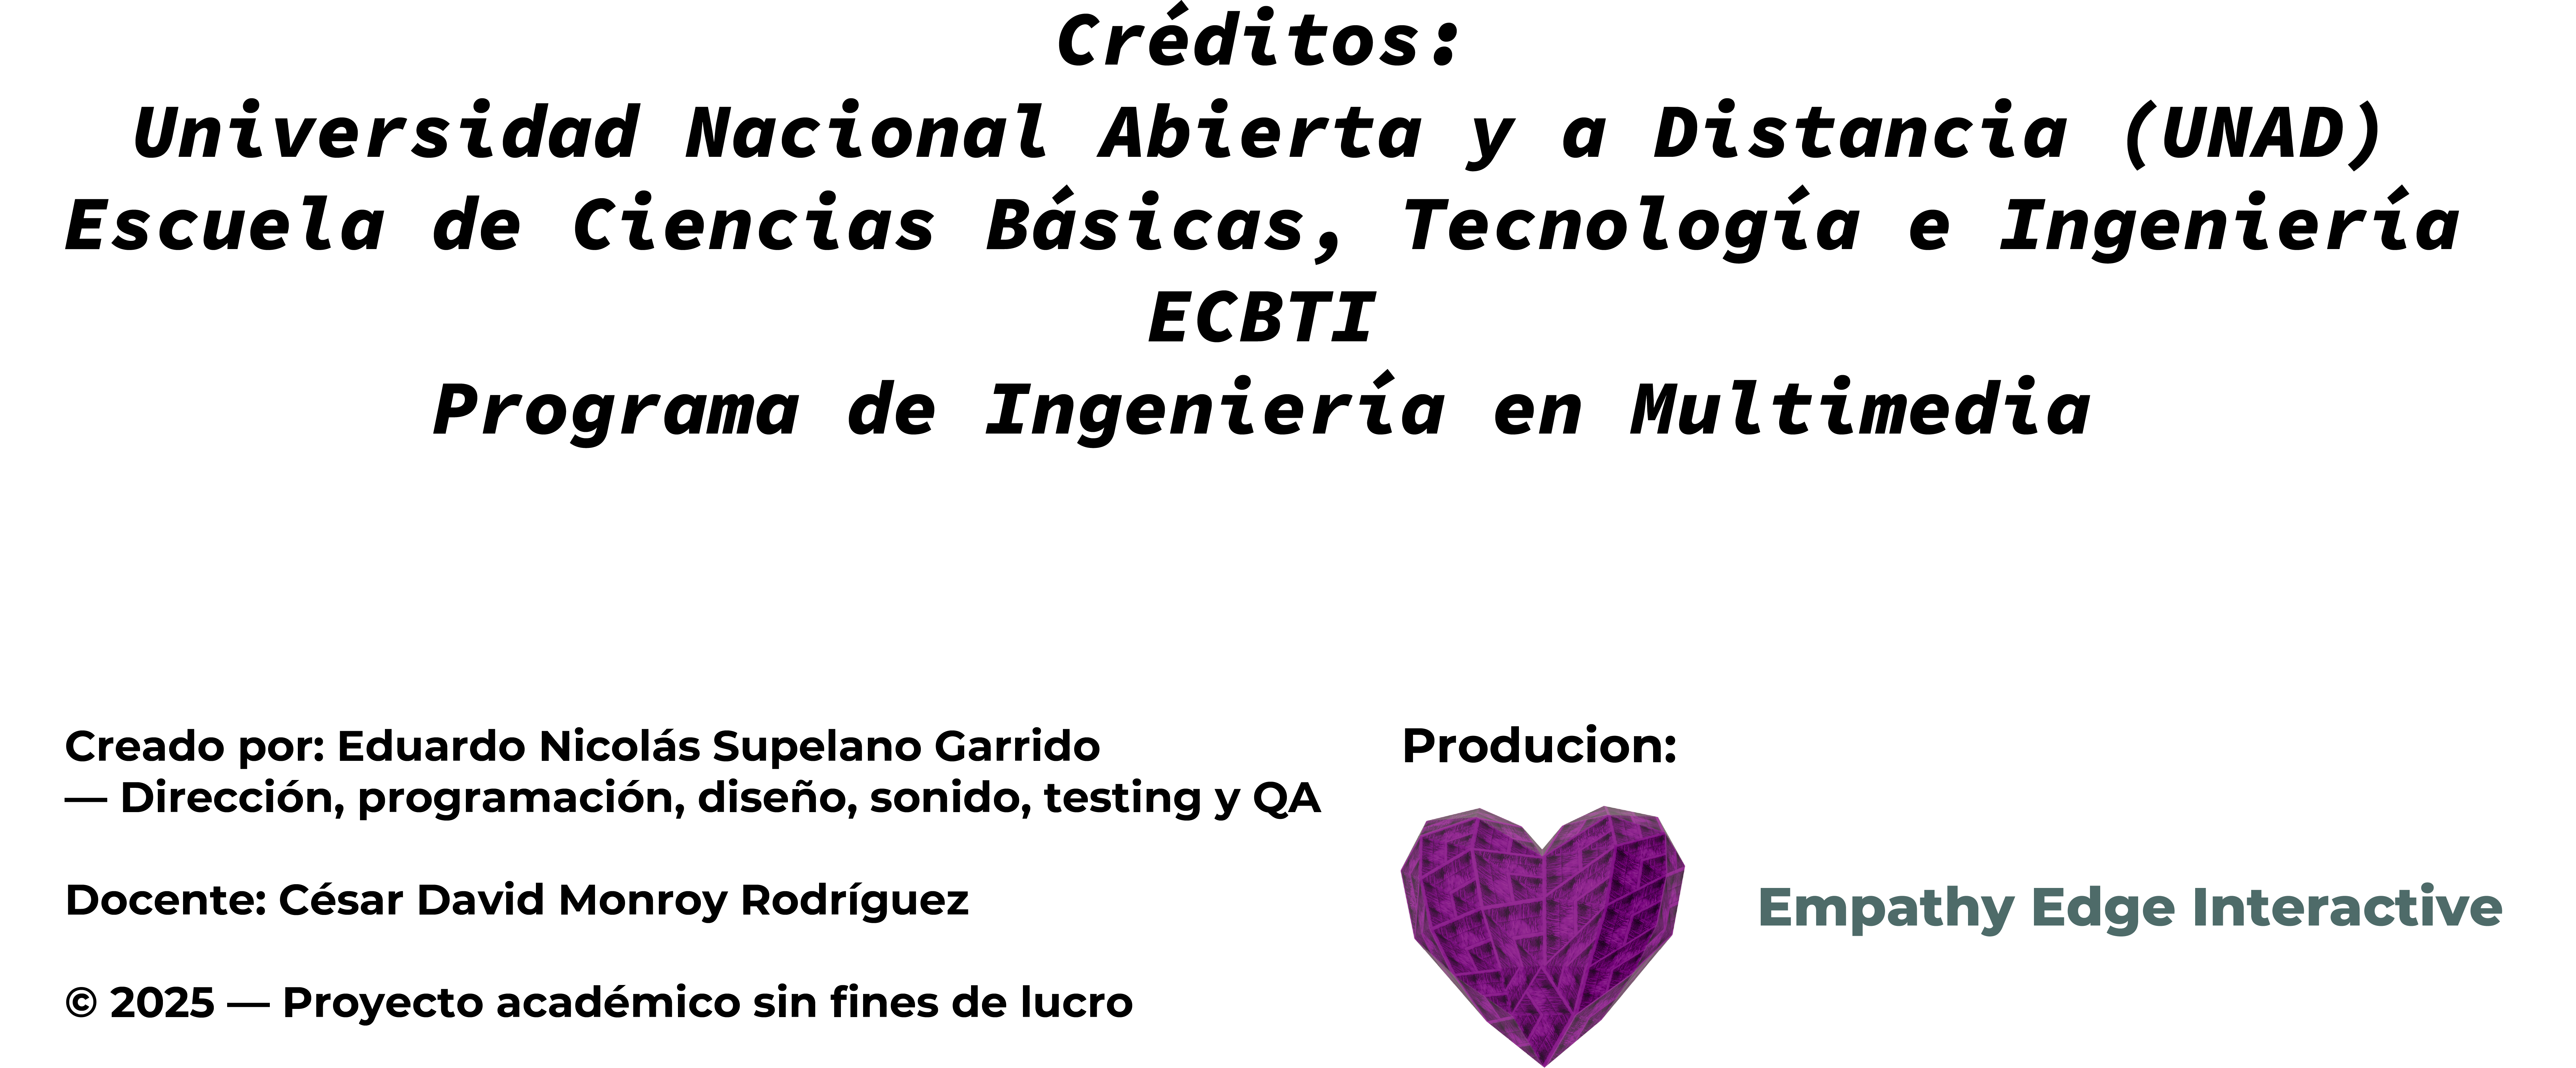 Créditos:
Universidad Nacional Abierta y a Distancia (UNAD)
Escuela de Ciencias Básicas, Tecnología e Ingeniería
ECBTI
Programa de Ingeniería en Multimedia
Creado por: Eduardo Nicolás Supelano Garrido
— Dirección, programación, diseño, sonido, testing y QA
Docente: César David Monroy Rodríguez
© 2025 — Proyecto académico sin fines de lucro
Producion:
Empathy Edge Interactive